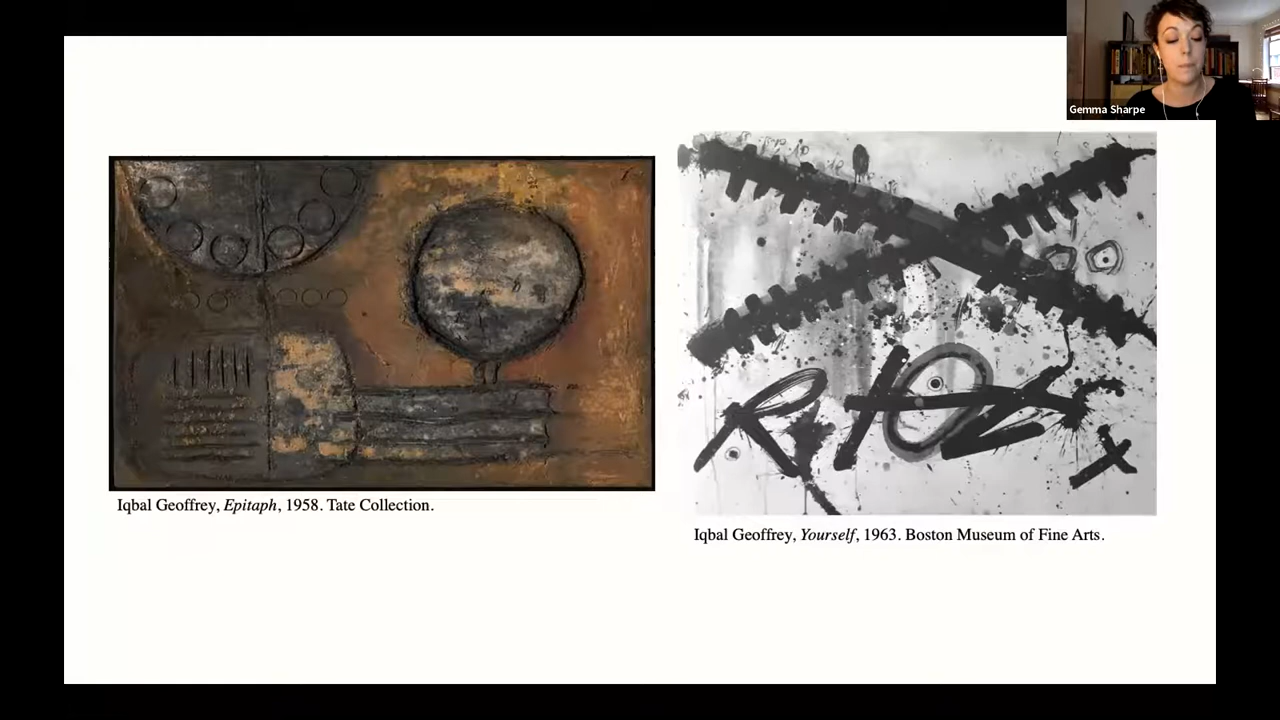 Gemma Sharpe
Iqbal Geoffrey, Epitaph, 1958. Tate Collection.
Iqbal Geoffrey, Yourself, 1963. Boston Museum of Fine Arts.